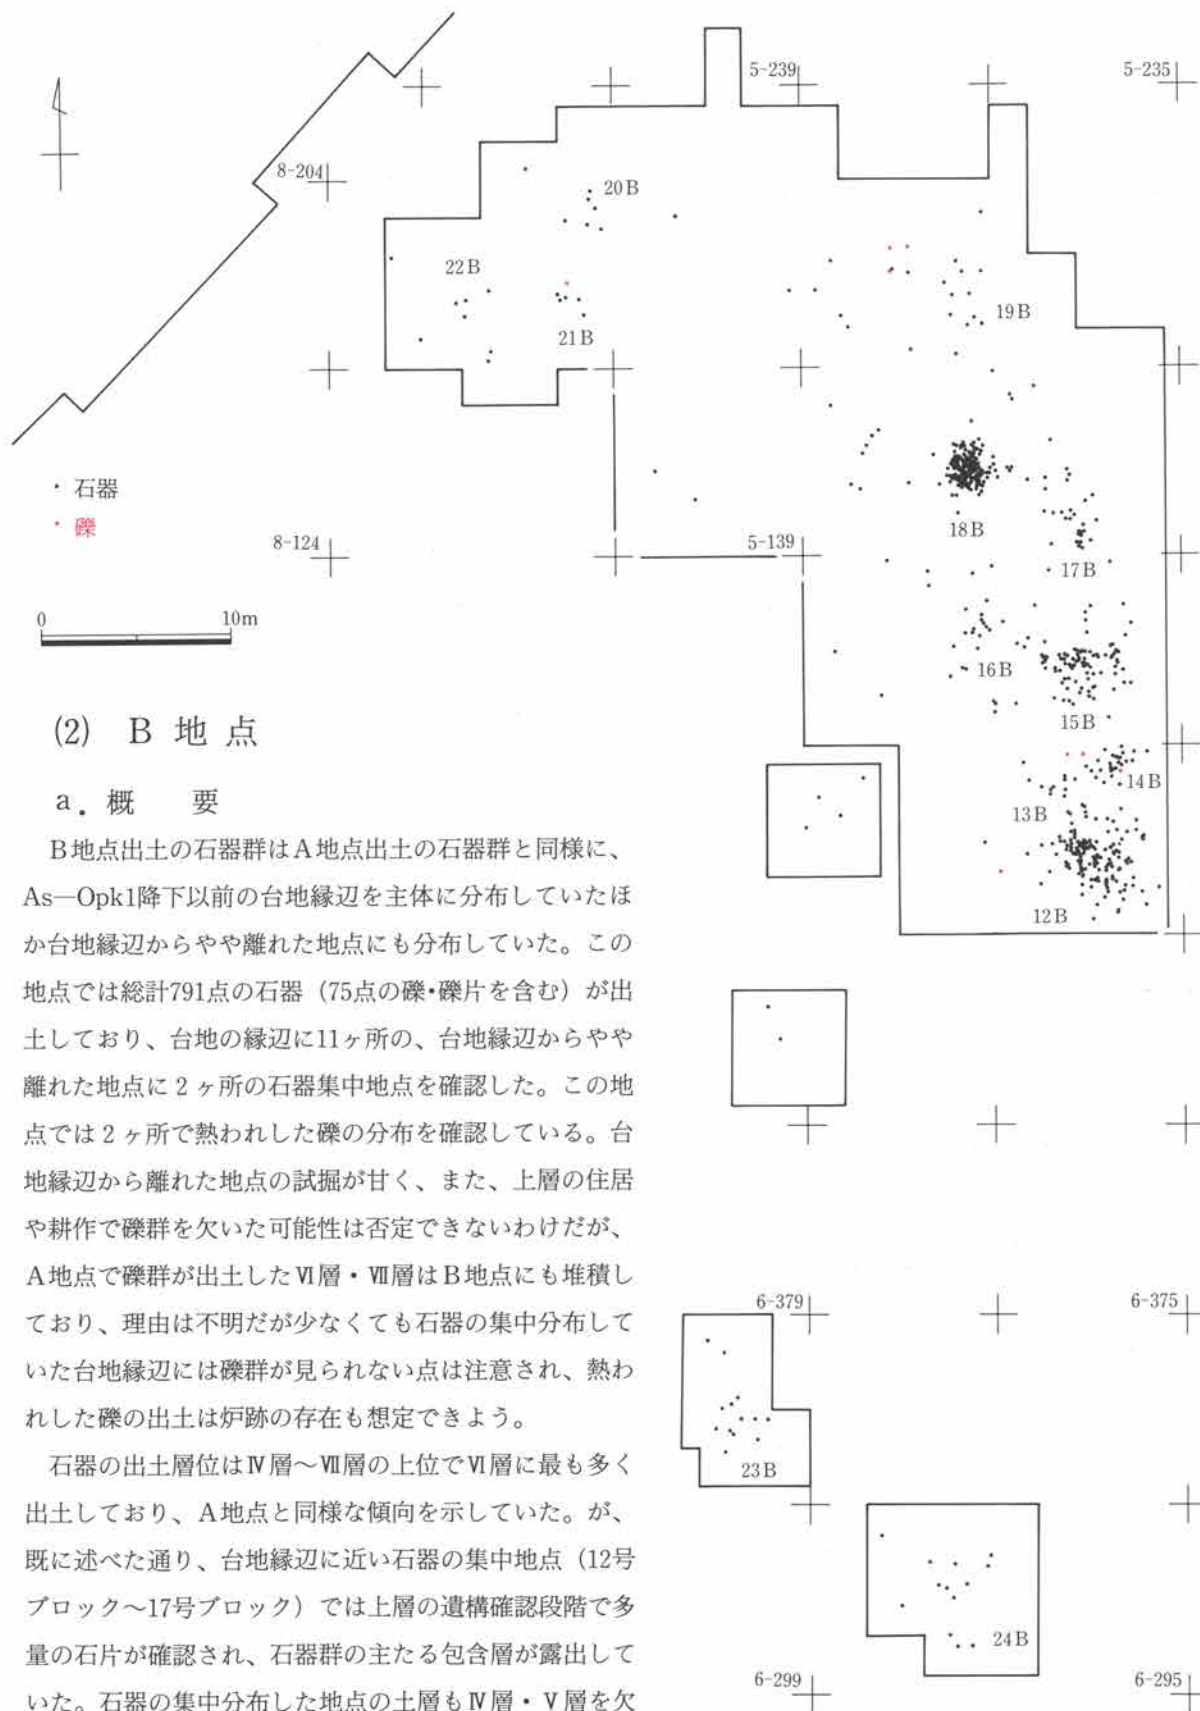 5-239
5-235
8-204
20B
22B
21B
19B
・ 石器
・ 礫
8-124
5-139
18B
17B
0 10m
16B
15B
14B
13B
12B
(2) B 地 点
a．概　　要
　B地点出土の石器群はA地点出土の石器群と同様に、
As—Opk1降下以前の台地縁辺を主体に分布していたほ
か台地縁辺からやや離れた地点にも分布していた。この
地点では総計791点の石器（75点の礫・礫片を含む）が出
土しており、台地の縁辺に11ヶ所の、台地縁辺からやや
離れた地点に２ヶ所の石器集中地点を確認した。この地
点では２ヶ所で熱われした礫の分布を確認している。台
地縁辺から離れた地点の試掘が甘く、また、上層の住居
や耕作で礫群を欠いた可能性は否定できないわけだが、
A地点で礫群が出土したⅥ層・Ⅶ層はB地点にも堆積し
ており、理由は不明だが少なくても石器の集中分布して
いた台地縁辺には礫群が見られない点は注意され、熱わ
れした礫の出土は炉跡の存在も想定できよう。
　石器の出土層位はⅣ層～Ⅶ層の上位でⅥ層に最も多く
出土しており、A地点と同様な傾向を示していた。が、
既に述べた通り、台地縁辺に近い石器の集中地点（12号
ブロック～17号ブロック）では上層の遺構確認段階で多
量の石片が確認され、石器群の主たる包含層が露出して
いた。石器の集中分布した地点の土層もⅣ層・Ⅴ層を欠
6-379
6-375
23B
24B
6-299
6-295